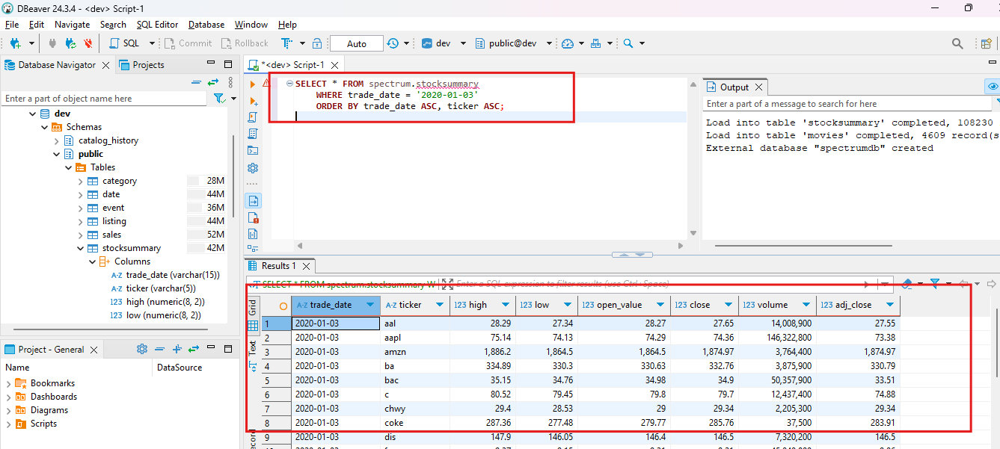 DBeaver 24.3.4 - <dev> Script-1
File Edit Navigate Search SQL Editor Database Window Help
SQL Commit Rollback Auto dev public@dev
Database Navigator Projects
Enter a part of object name here
dev
Schemas
catalog_history
public
Tables
category 28M
date 44M
event 36M
listing 44M
sales 52M
stocksummary 42M
Columns
A-Z trade_date (varchar(15))
A-Z ticker (varchar(5))
123 high (numeric(8, 2))
123 low (numeric(8, 2))
Project - General
Name DataSource
Bookmarks
Dashboards
Diagrams
Scripts
*<dev> Script-1
SELECT * FROM spectrum.stocksummary
WHERE trade_date = '2020-01-03'
ORDER BY trade_date ASC, ticker ASC;
Output
Enter a part of a message to search for here
Load into table 'stocksummary' completed, 108230
Load into table 'movies' completed, 4609 record(s
External database "spectrumdb" created
Results 1
SELECT * FROM spectrum.stocksummary W Enter a SQL expression to filter results (use Ctrl+Space)
Grid
Text
A-Z trade_date A-Z ticker 123 high 123 low 123 open_value 123 close 123 volume 123 adj_close
1 2020-01-03 aal 28.29 27.34 28.27 27.65 14,008,900 27.55
2 2020-01-03 aapl 75.14 74.13 74.29 74.36 146,322,800 73.38
3 2020-01-03 amzn 1,886.2 1,864.5 1,864.5 1,874.97 3,764,400 1,874.97
4 2020-01-03 ba 334.89 330.3 330.63 332.76 3,875,900 330.79
5 2020-01-03 bac 35.15 34.76 34.98 34.9 50,357,900 33.51
6 2020-01-03 c 80.52 79.45 79.8 79.7 12,437,400 74.88
7 2020-01-03 chwy 29.4 28.53 29 29.34 2,205,300 29.34
8 2020-01-03 coke 287.36 277.48 279.77 285.76 37,500 283.91
9 2020-01-03 dis 147.9 146.05 146.4 146.5 7,320,200 146.5